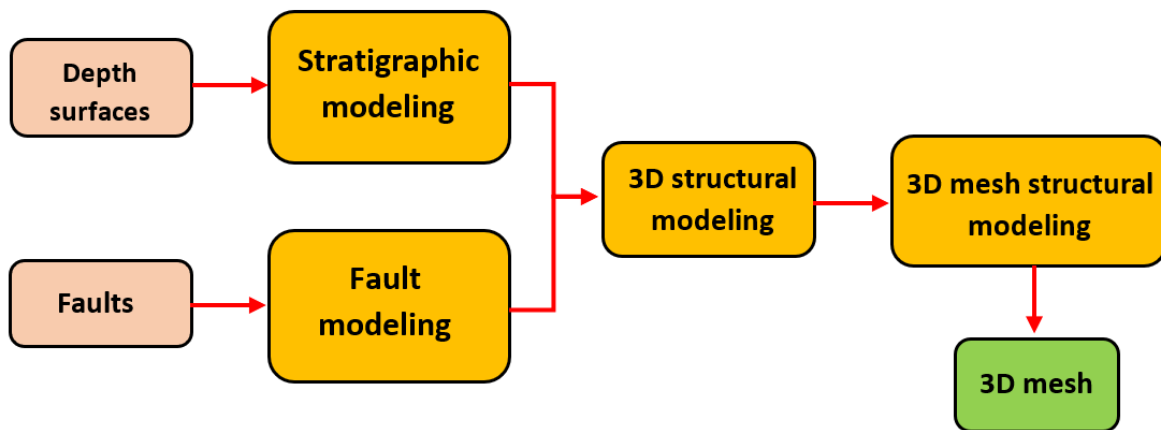 Depth
surfaces
Stratigraphic
modeling
Faults
Fault
modeling
3D structural
modeling
3D mesh structural
modeling
3D mesh